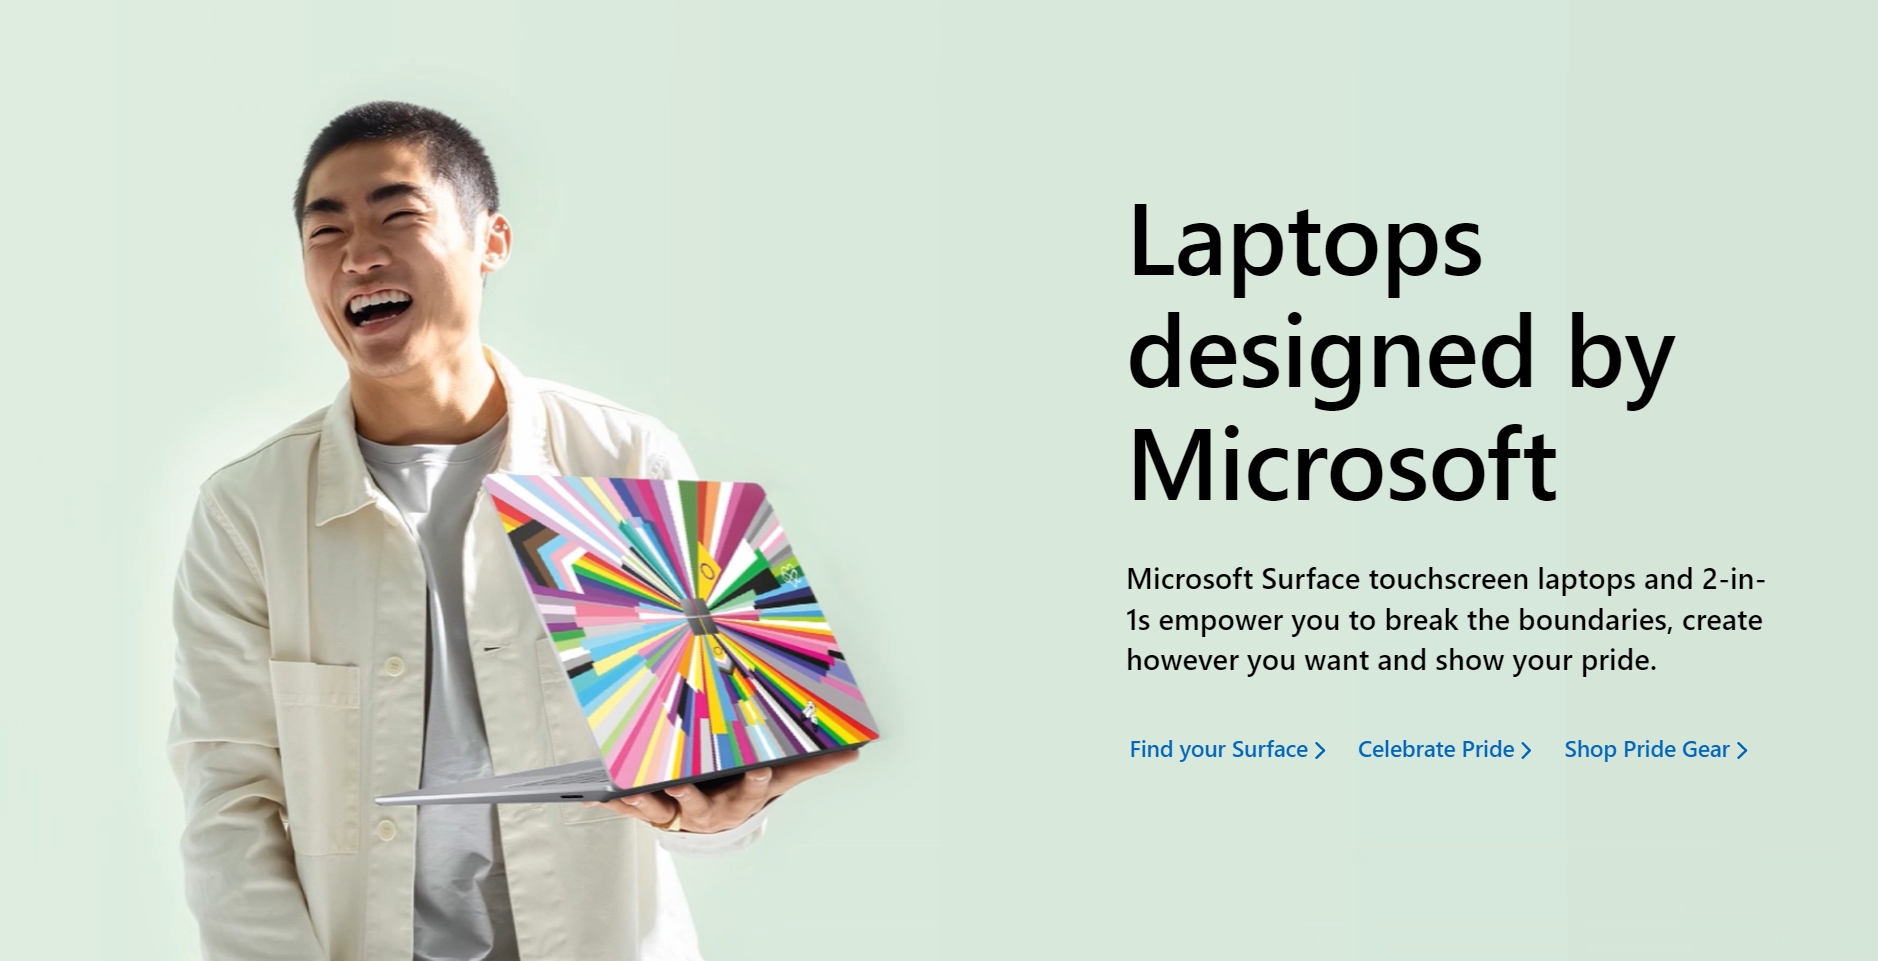 Laptops
designed by
Microsoft
Microsoft Surface touchscreen laptops and 2-in-
1s empower you to break the boundaries, create
however you want and show your pride.
Find your Surface Celebrate Pride Shop Pride Gear